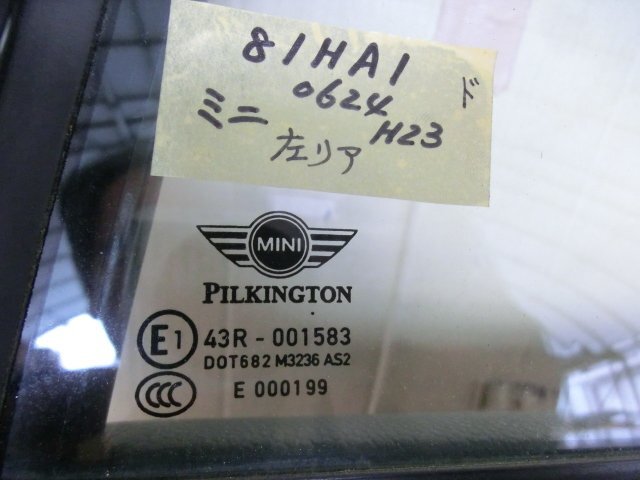 81HA1
ド
0624
ミニ H23
左リア
MINI
PILKINGTON
E1 43R - 001583
DOT682 M3236 AS2
CCC E 000199